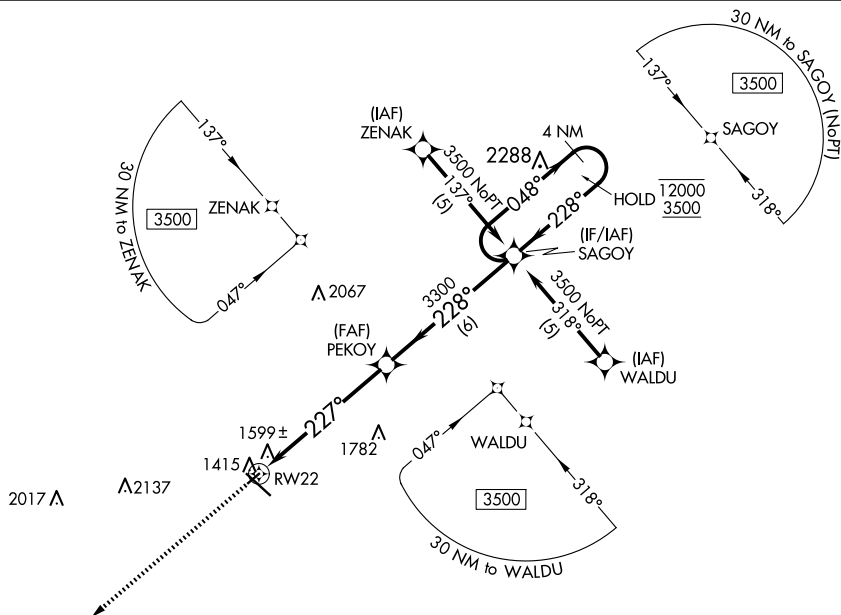 30 NM to SAGOY (NoPT)
137°
3500
SAGOY
318°
(IAF)
ZENAK
3500 NoPT
137°
(5)
2288
4 NM
048°
228°
HOLD
12000
3500
(IF/IAF)
SAGOY
137°
30 NM to ZENAK
3500
ZENAK
047°
2067
3300
228°
(6)
3500 NoPT
318°
(5)
(IAF)
WALDU
(FAF)
PEKOY
227°
1599±
1415
RW22
1782
2017
2137
047°
WALDU
3500
318°
30 NM to WALDU